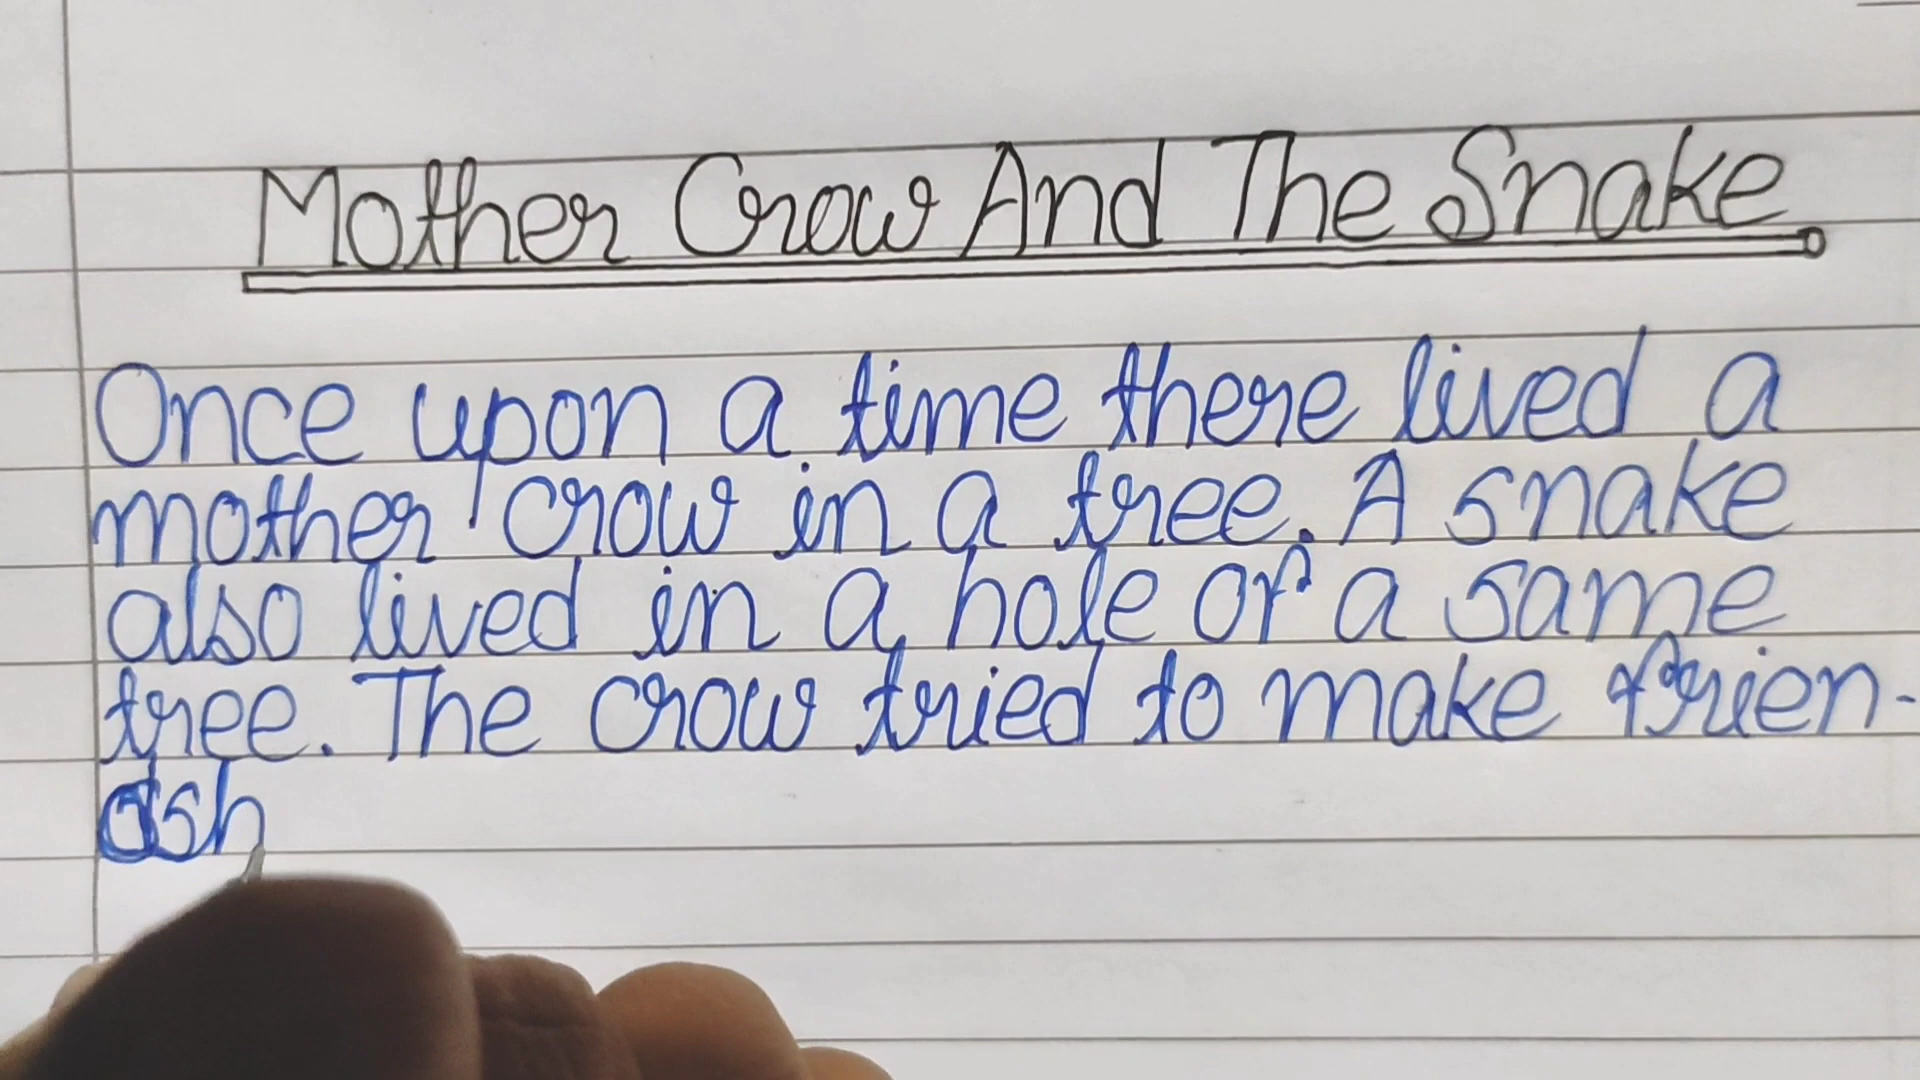 Mother Crow And The Snake
Once upon a time there lived a
mother crow in a tree. A snake
also lived in a hole of a same
tree. The crow tried to make frien-
dsh